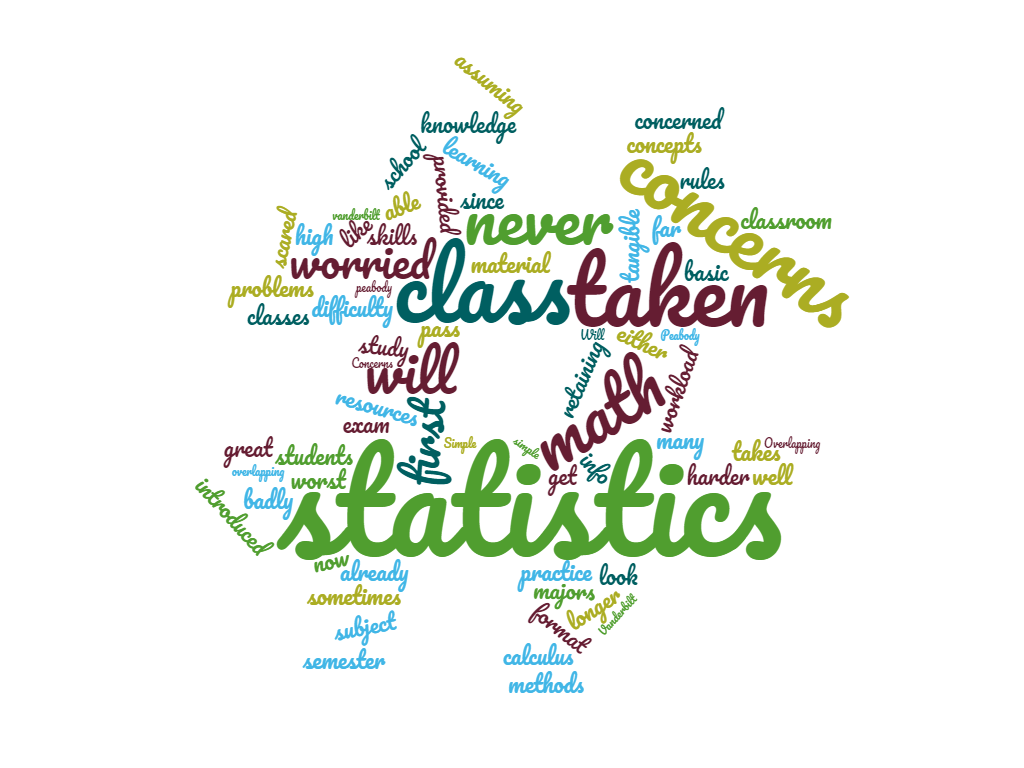 assuming
knowledge
concerned
school
learning
provided
concepts
concerns
rules
since
able
vanderbilt
like
skills
never
tangible
far
classroom
scared
high
worried
class
material
taken
basic
problems
peabody
difficulty
classes
pass
Will
either
Peabody
study
Concerns
will
retaining
math
workload
resources
first
exam
Simple
simple
many
takes
Overlapping
great
students
overlapping
worst
get
info
harder
well
introduced
badly
statistics
now
already
practice
look
sometimes
majors
longer
Vanderbilt
subject
format
semester
calculus
methods